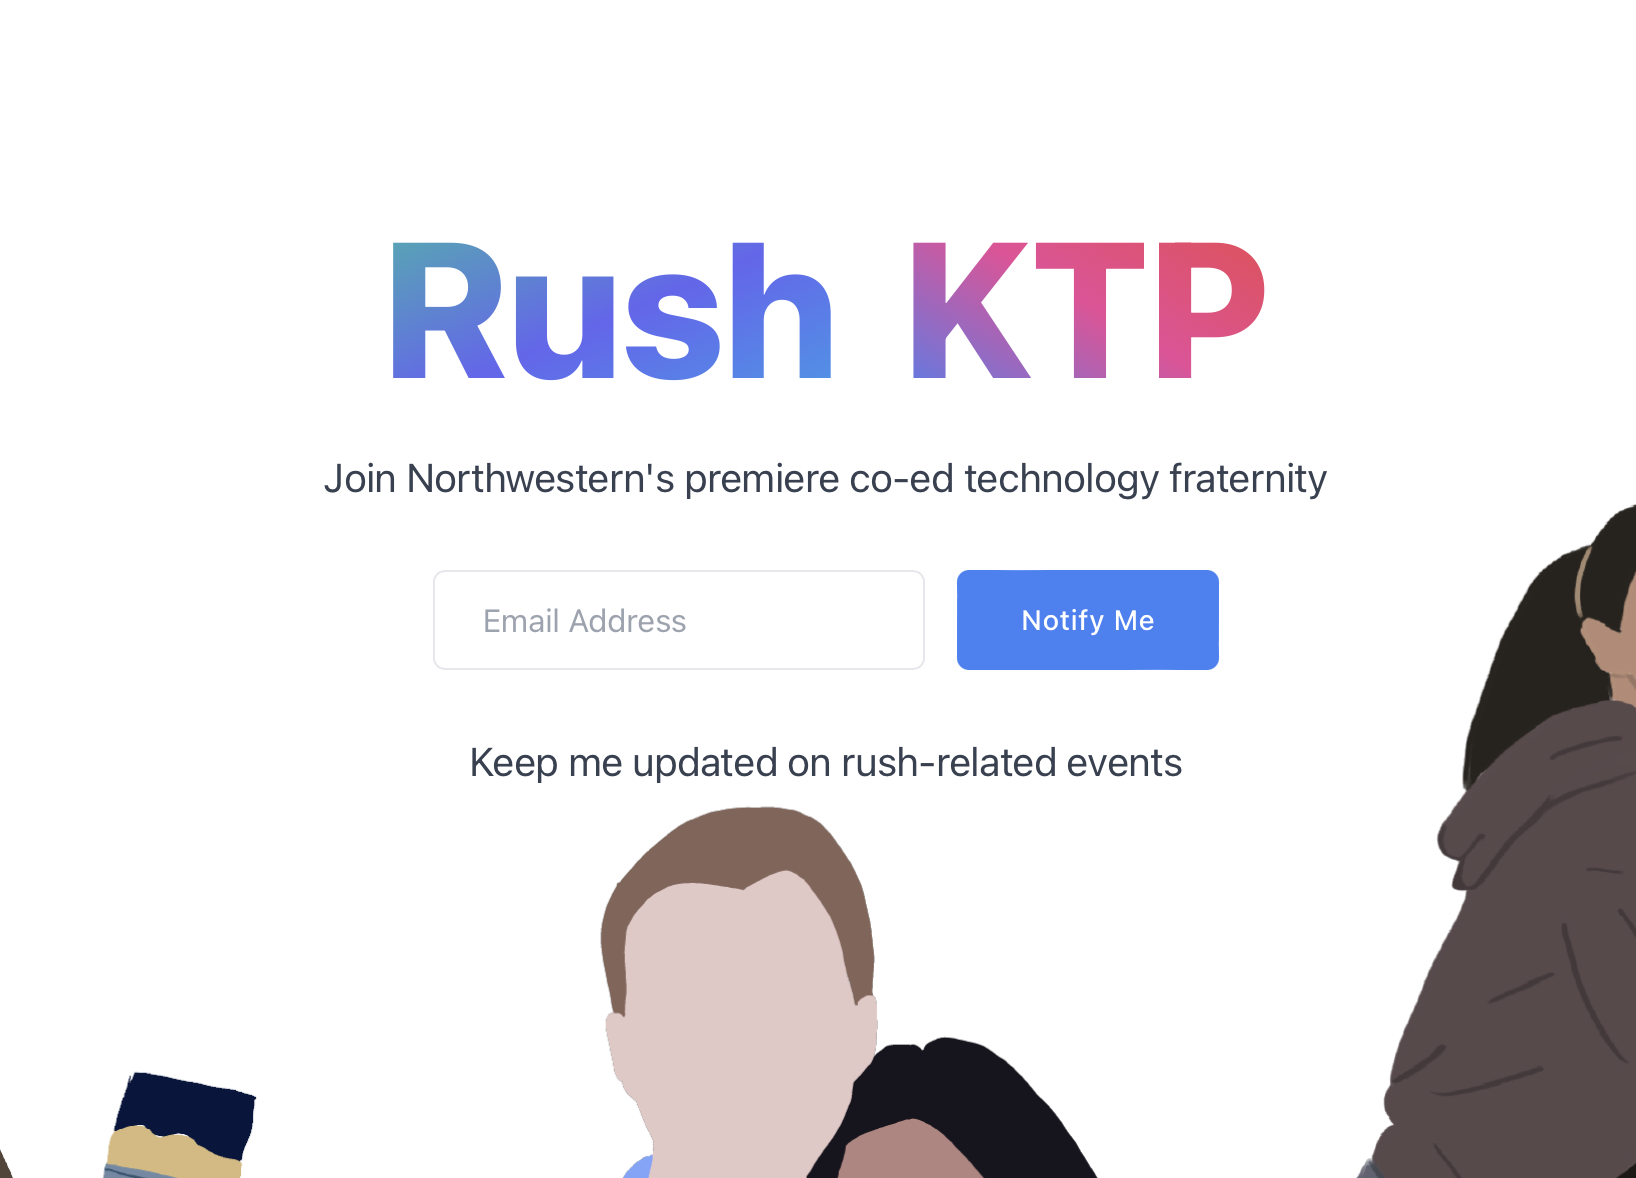 Rush KTP
Join Northwestern's premiere co-ed technology fraternity
Email Address
Notify Me
Keep me updated on rush-related events